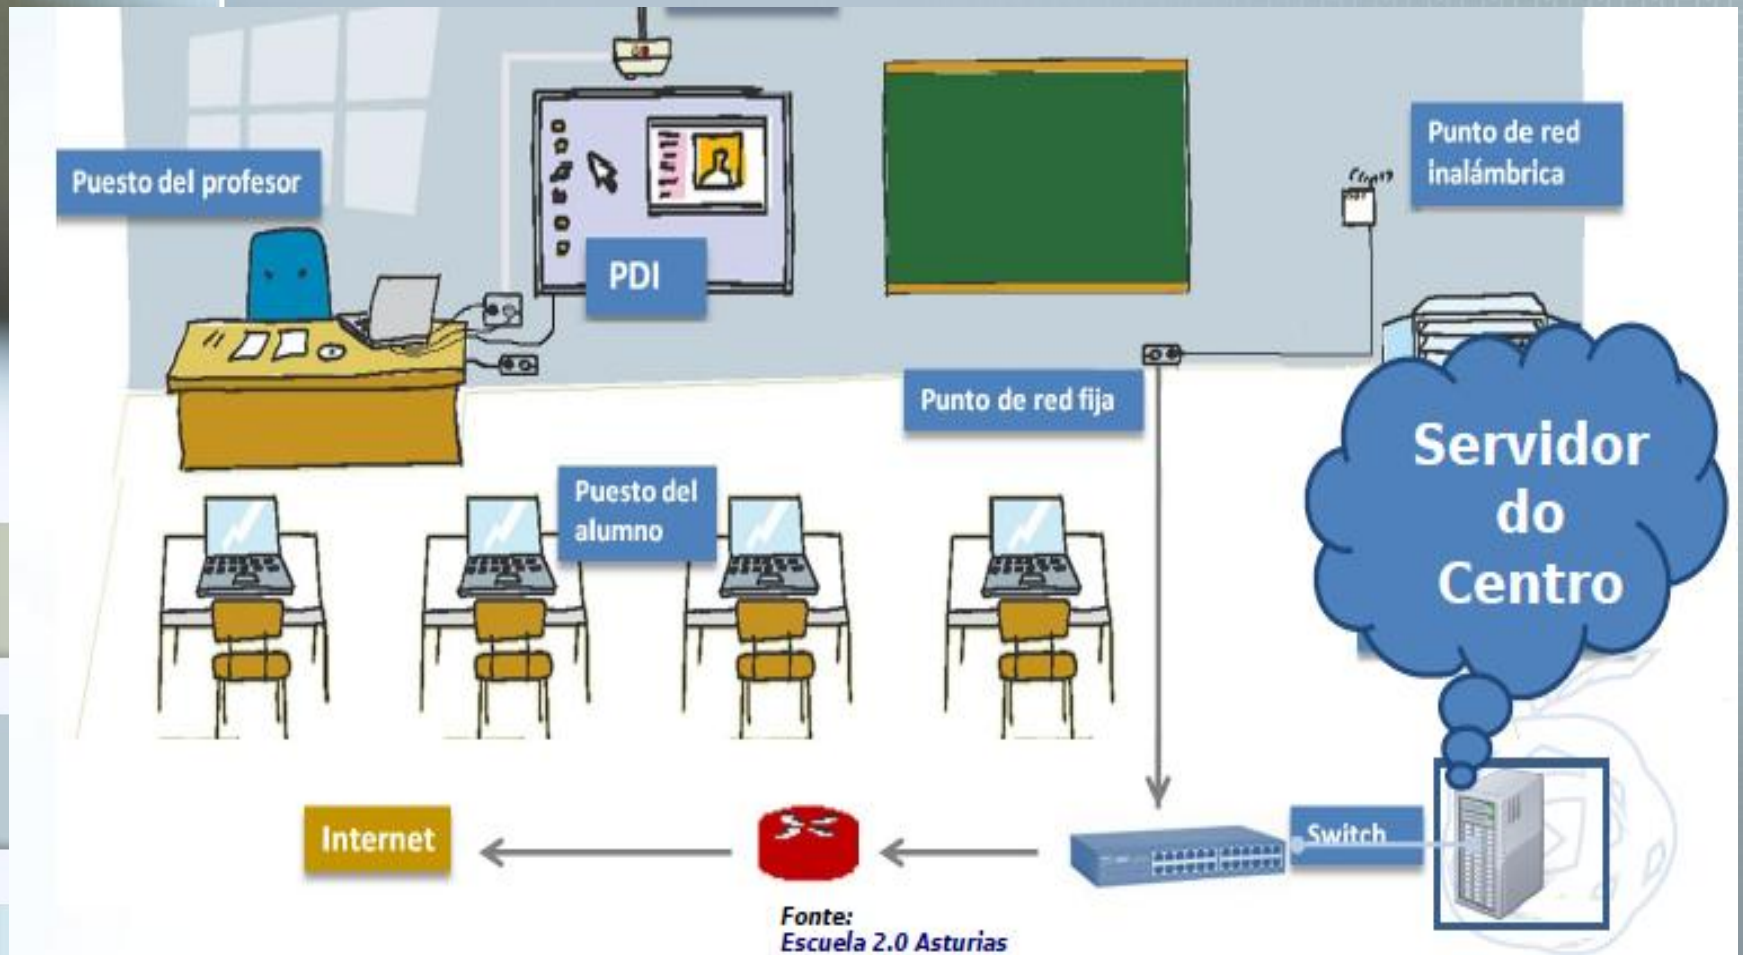 Puesto del profesor
PDI
Punto de red
inalámbrica
Punto de red fija
Puesto del
alumno
Servidor
do
Centro
Internet
Switch
Fonte:
Escuela 2.0 Asturias